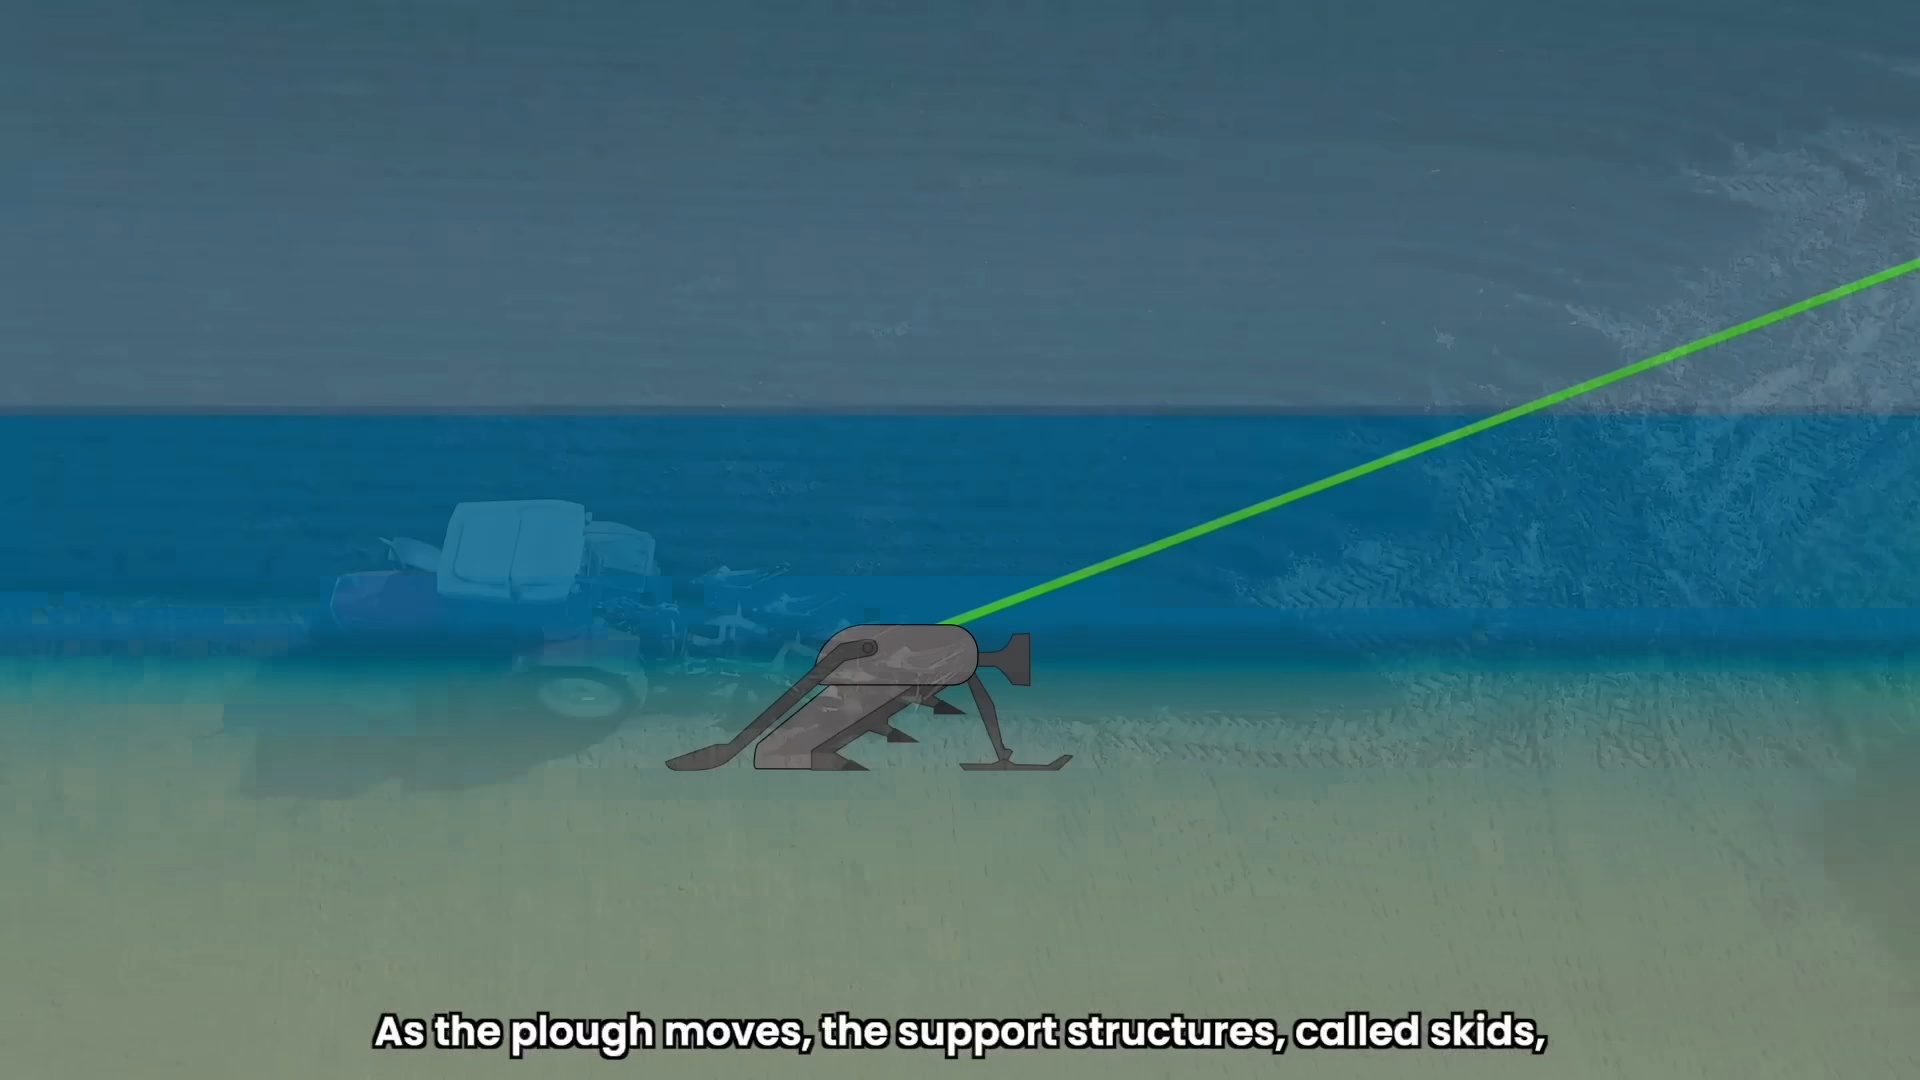 As the plough moves, the support structures, called skids,